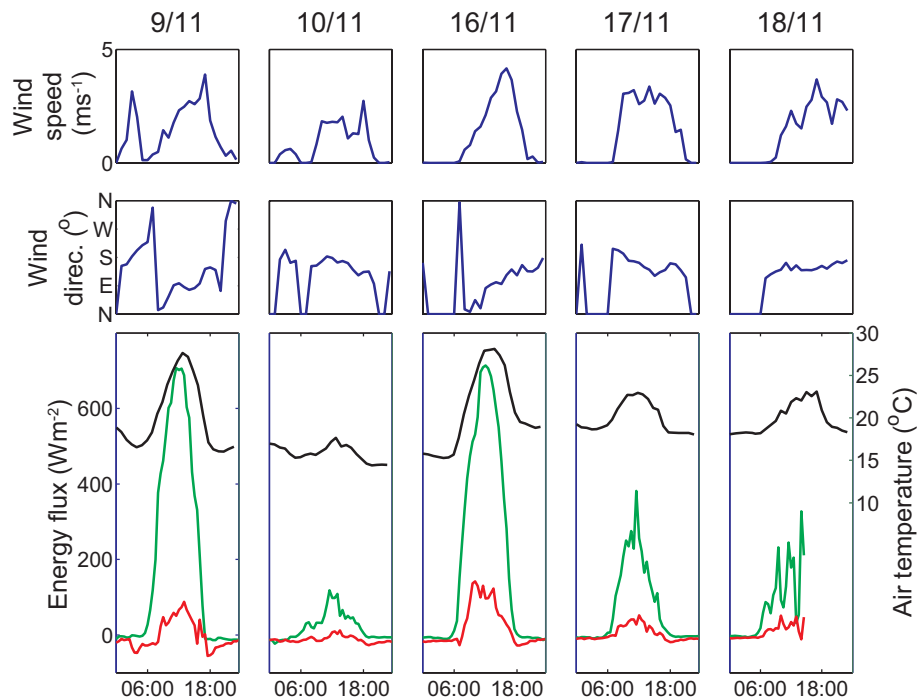 9/11 10/11 16/11 17/11 18/11
Wind speed (ms⁻¹)
5
0
Wind direc. (º)
N
W
S
E
N
Energy flux (Wm⁻²)
600
400
200
0
30
25
20
15
10
Air temperature (ºC)
06:00 18:00 06:00 18:00 06:00 18:00 06:00 18:00 06:00 18:00